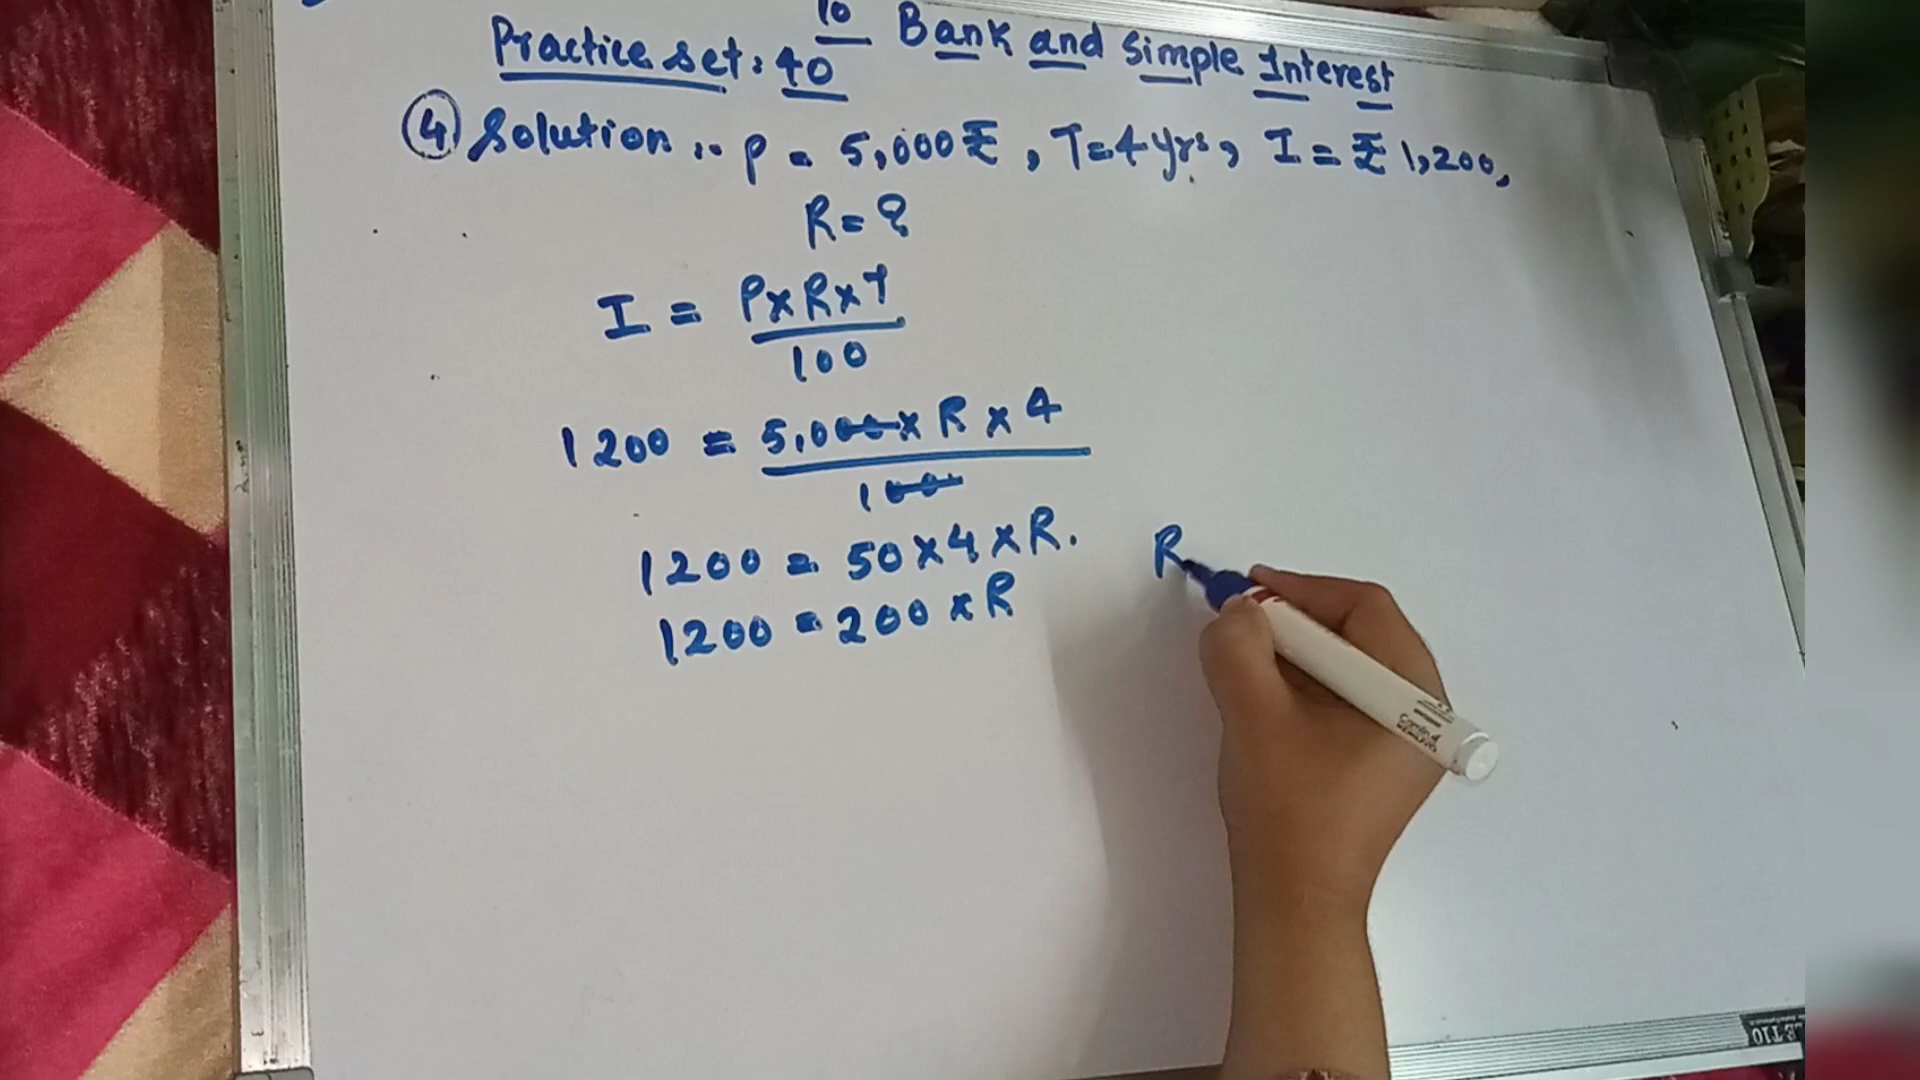 10 Bank and Simple Interest
Practice set: 40
④ Solution :- P = 5,000 ₹, T=4 yrs, I = ₹ 1,200,
R = ?
I = P×R×T
100
1200 = 5,000 × R × 4
100
1200 = 50 × 4 × R.
R
1200 = 200 × R